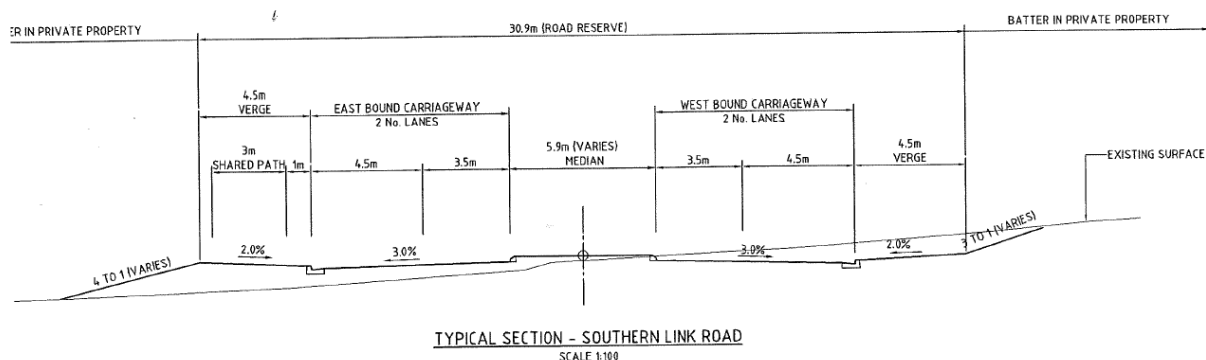 ER IN PRIVATE PROPERTY
30.9m (ROAD RESERVE)
BATTER IN PRIVATE PROPERTY
4.5m
VERGE
EAST BOUND CARRIAGEWAY
2 No. LANES
WEST BOUND CARRIAGEWAY
2 No. LANES
3m
SHARED PATH
1m
4.5m
3.5m
5.9m (VARIES)
MEDIAN
3.5m
4.5m
4.5m
VERGE
EXISTING SURFACE
4 TO 1 (VARIES)
2.0%
3.0%
3.0%
2.0%
3 TO 1 (VARIES)
TYPICAL SECTION - SOUTHERN LINK ROAD
SCALE 1:100